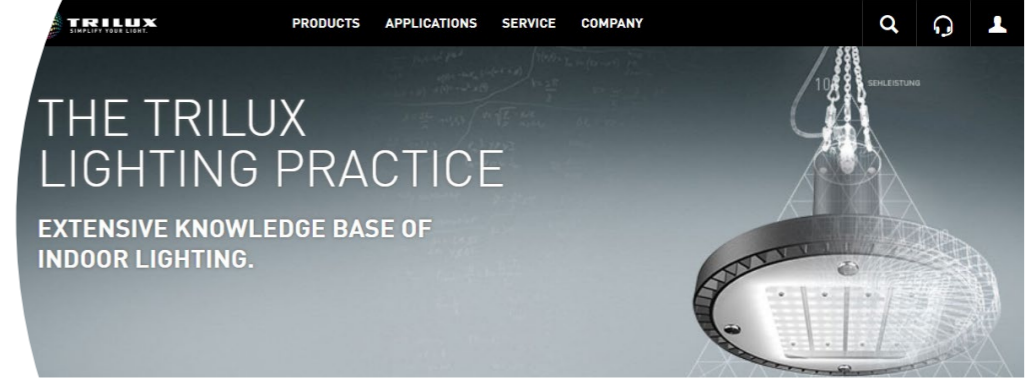 TRILUX
SIMPLIFY YOUR LIGHT.
PRODUCTS APPLICATIONS SERVICE COMPANY
THE TRILUX
LIGHTING PRACTICE
EXTENSIVE KNOWLEDGE BASE OF
INDOOR LIGHTING.
SEHLEISTUNG